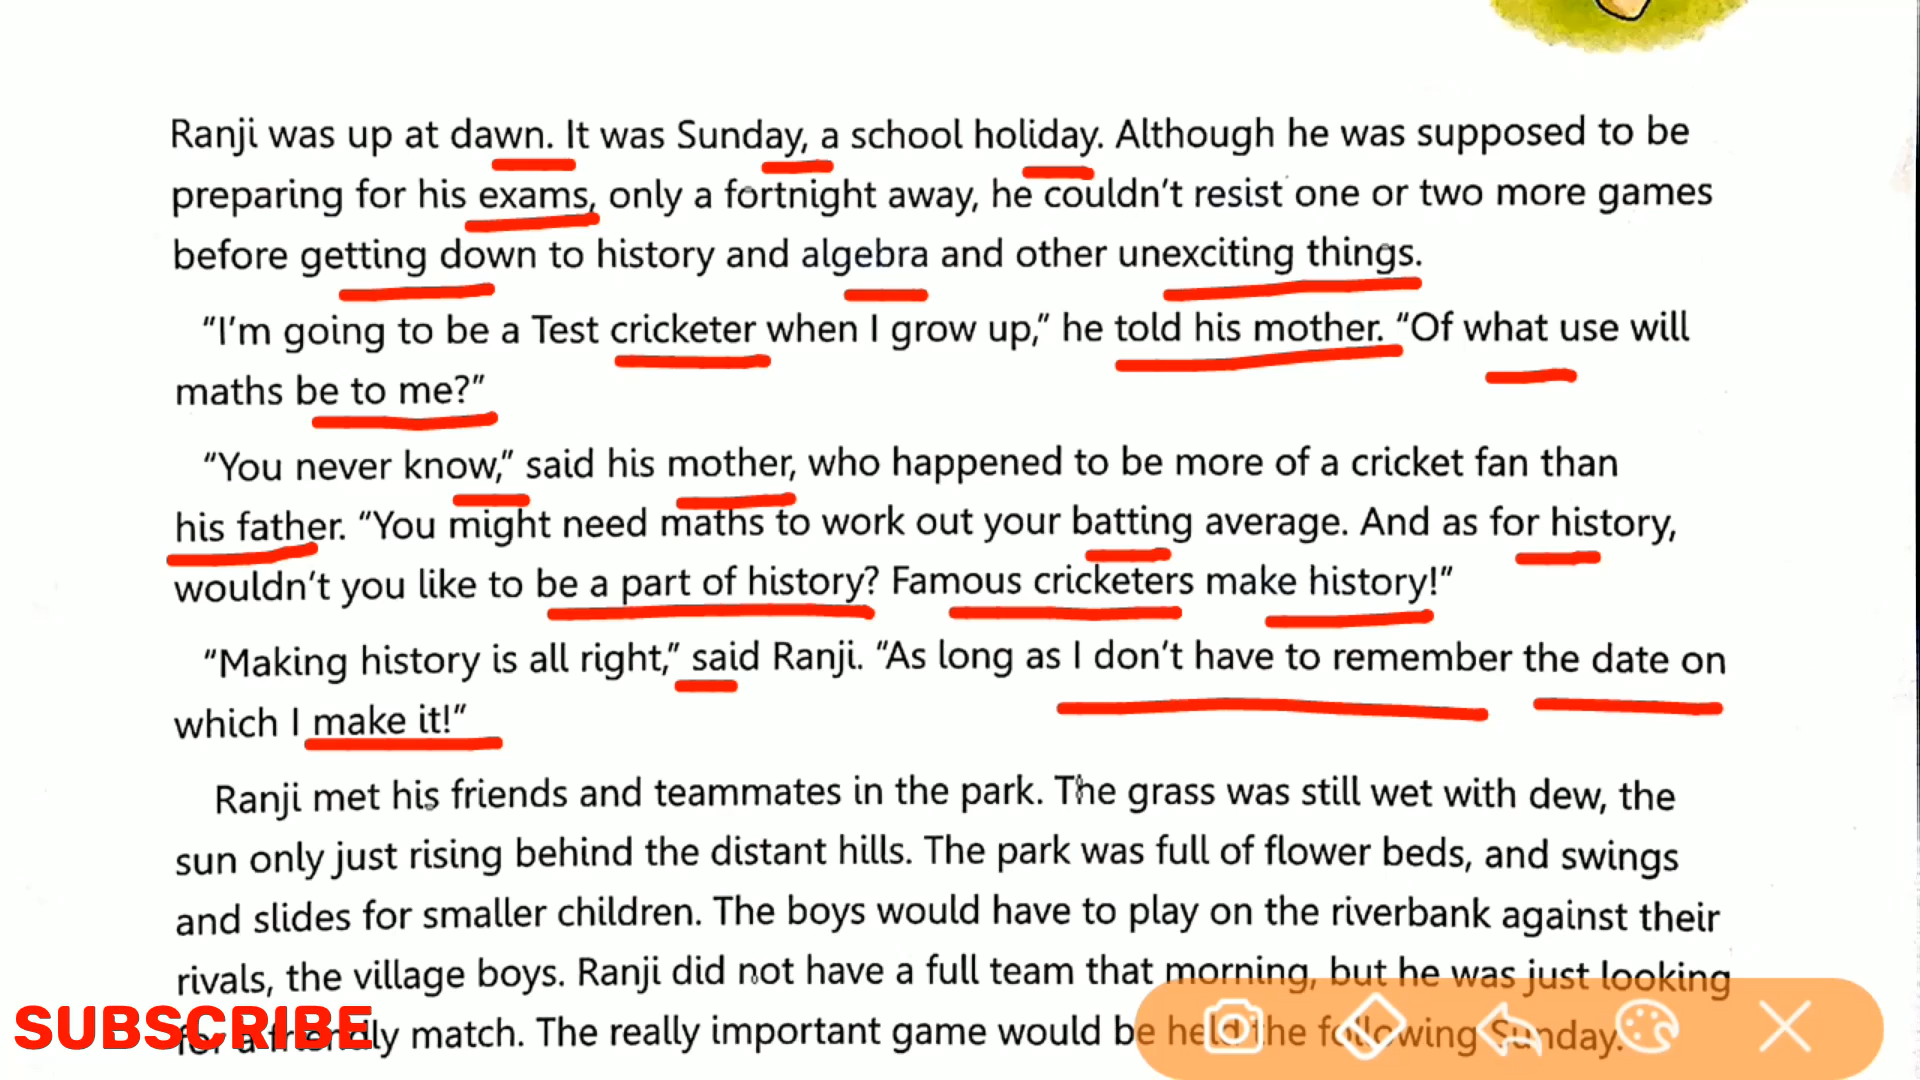 Ranji was up at dawn. It was Sunday, a school holiday. Although he was supposed to be
preparing for his exams, only a fortnight away, he couldn't resist one or two more games
before getting down to history and algebra and other unexciting things.
"I'm going to be a Test cricketer when I grow up," he told his mother. "Of what use will
maths be to me?"
"You never know," said his mother, who happened to be more of a cricket fan than
his father. "You might need maths to work out your batting average. And as for history,
wouldn't you like to be a part of history? Famous cricketers make history!"
"Making history is all right," said Ranji. "As long as I don't have to remember the date on
which I make it!"
Ranji met his friends and teammates in the park. The grass was still wet with dew, the
sun only just rising behind the distant hills. The park was full of flower beds, and swings
and slides for smaller children. The boys would have to play on the riverbank against their
rivals, the village boys. Ranji did not have a full team that morning, but he was just looking
for a friendly match. The really important game would be held the following Sunday.
SUBSCRIBE